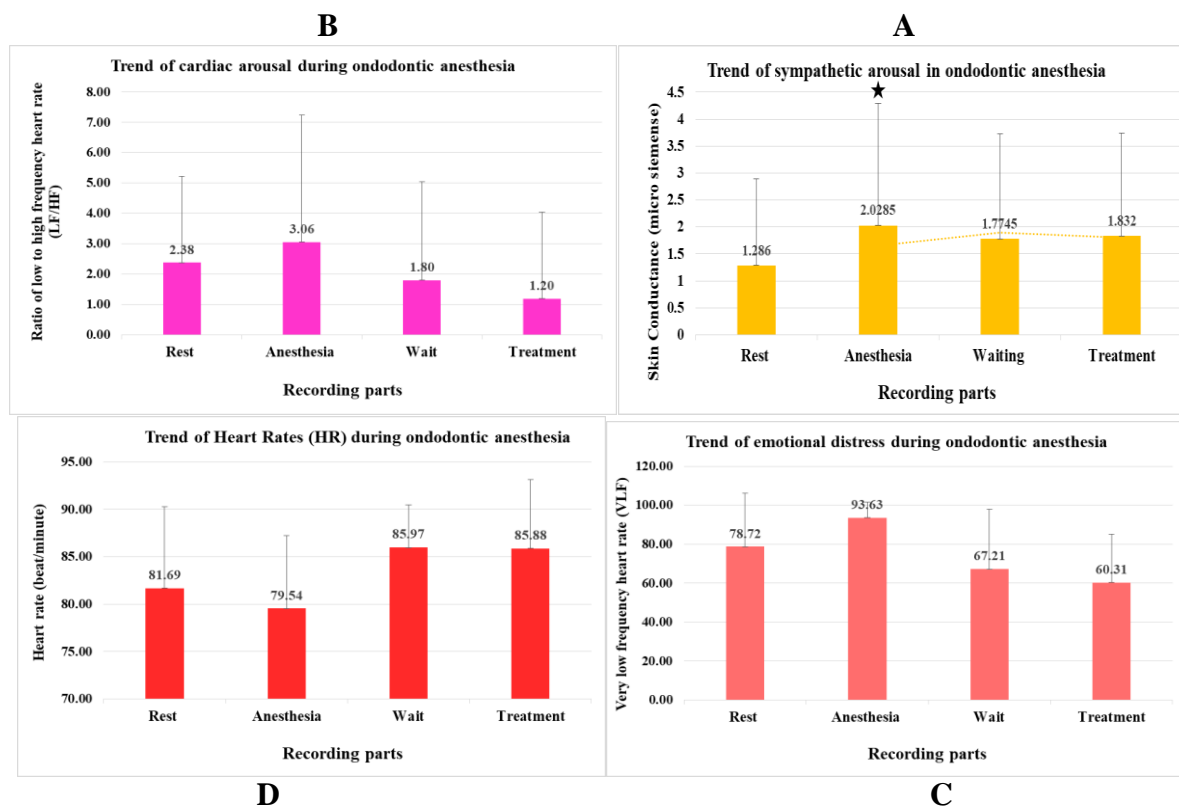 B
A
Trend of cardiac arousal during ondodontic anesthesia
Ratio of low to high frequency heart rate
(LF/HF)
8.00
7.00
6.00
5.00
4.00
3.00
2.00
1.00
0.00
2.38
3.06
1.80
1.20
Rest Anesthesia Wait Treatment
Recording parts
Trend of sympathetic arousal in ondodontic anesthesia
Skin Conductance (micro siemense)
4.5
4
3.5
3
2.5
2
1.5
1
0.5
0
★
1.286
2.0285
1.7745
1.832
Rest Anesthesia Waiting Treatment
Recording parts
Trend of Heart Rates (HR) during ondodontic anesthesia
Heart rate (beat/minute)
95.00
90.00
85.00
80.00
75.00
70.00
81.69
79.54
85.97
85.88
Rest Anesthesia Wait Treatment
Recording parts
Trend of emotional distress during ondodontic anesthesia
Very low frequency heart rate (VLF)
120.00
100.00
80.00
60.00
40.00
20.00
0.00
78.72
93.63
67.21
60.31
Rest Anesthesia Wait Treatment
Recording parts
D
C